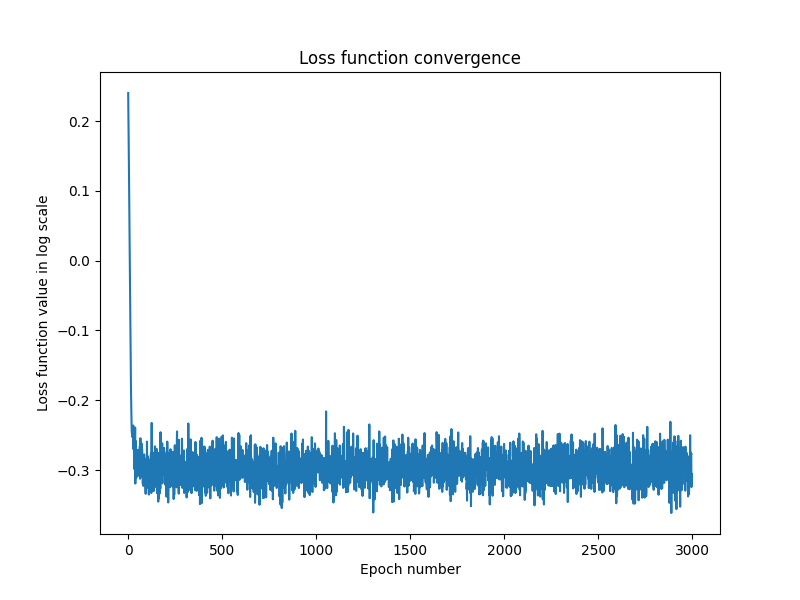 Loss function convergence
Loss function value in log scale
0.2
0.1
0.0
−0.1
−0.2
−0.3
0 500 1000 1500 2000 2500 3000
Epoch number